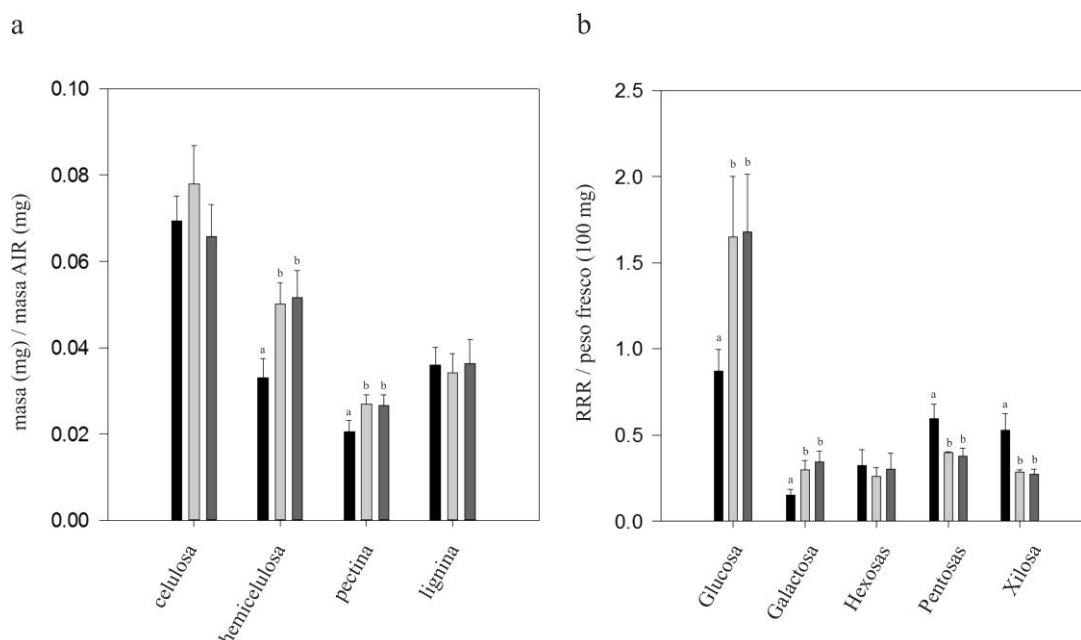 a
masa (mg) / masa AIR (mg)
0.10
0.08
0.06
0.04
0.02
0.00
b
b
a
b
b
a
celulosa
hemicelulosa
pectina
lignina
b
RRR / peso fresco (100 mg)
2.5
2.0
1.5
1.0
0.5
0.0
b
b
a
b
b
a
a
b
b
a
b
b
Glucosa
Galactosa
Hexosas
Pentosas
Xilosa